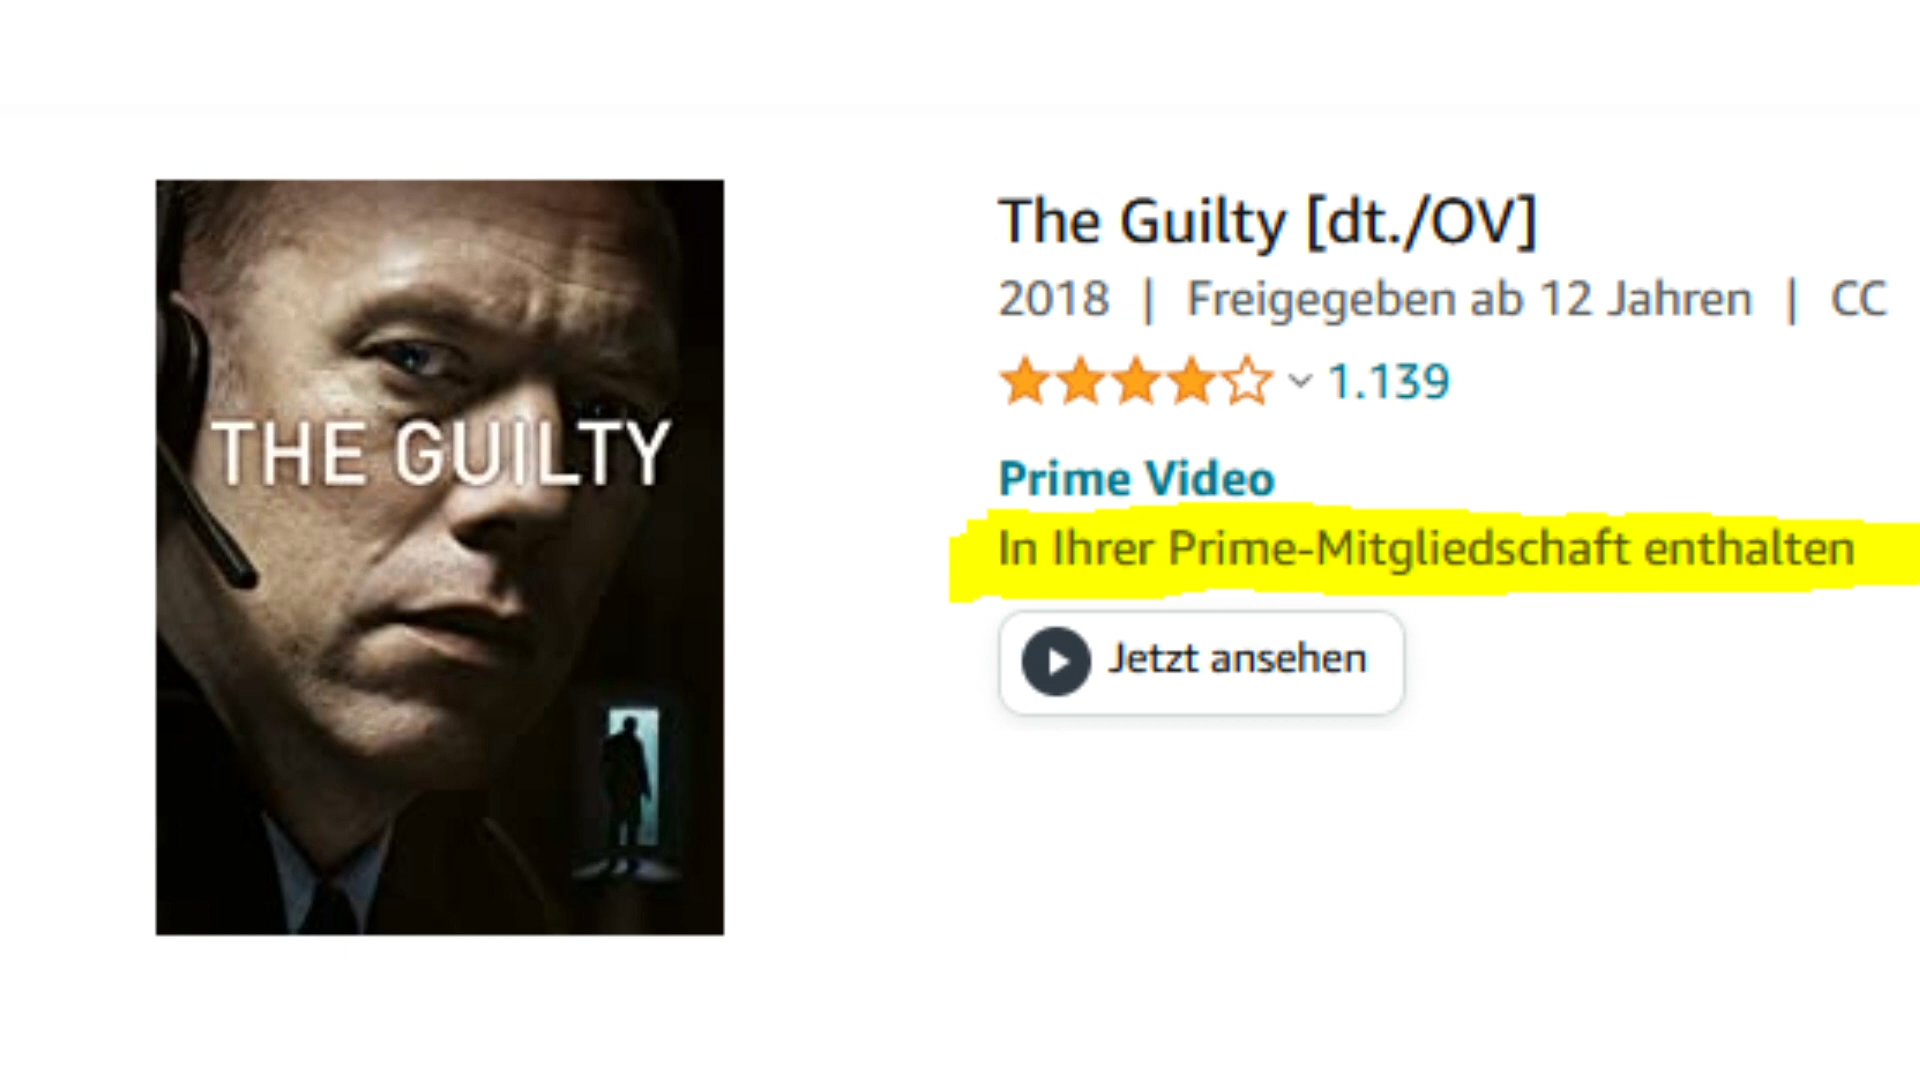 THE GUILTY
The Guilty [dt./OV]
2018 | Freigegeben ab 12 Jahren | CC
1.139
Prime Video
In Ihrer Prime-Mitgliedschaft enthalten
Jetzt ansehen